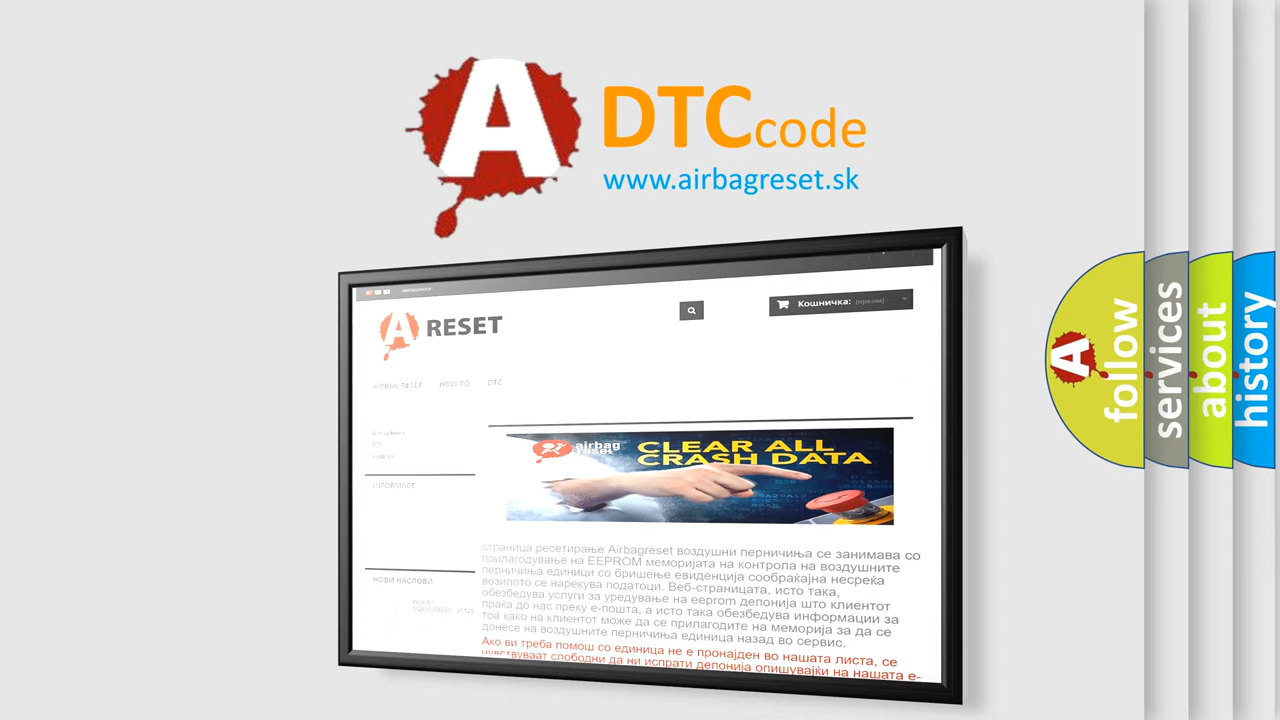 A DTC code
www.airbagreset.sk
A RESET
Кошничка: (празна)
AIRBAG RESET HOW TO DTC
INFORMACE
airbag reset
CLEAR ALL
CRASH DATA
страница ресетирање Airbagreset воздушни перничиња се занимава со
прилагодување на EEPROM меморијата на контрола на воздушните
перничиња единици со бришење евиденција сообраќајна несреќа
возилото се нарекува податоци. Веб-страницата, исто така,
обезбедува услуги за уредување на eeprom депонија што клиентот
праќа до нас преку е-пошта, а исто така обезбедува информации за
тоа како на клиентот може да се прилагодите на меморија за да се
донесе на воздушните перничиња единица назад во сервис.
Ако ви треба помош со единица не е пронајден во нашата листа, се
чувствуваат слободни да ни испрати депонија опишувајќи на нашата е-
НОВИ НАСЛОВИ
A follow
services
about
history